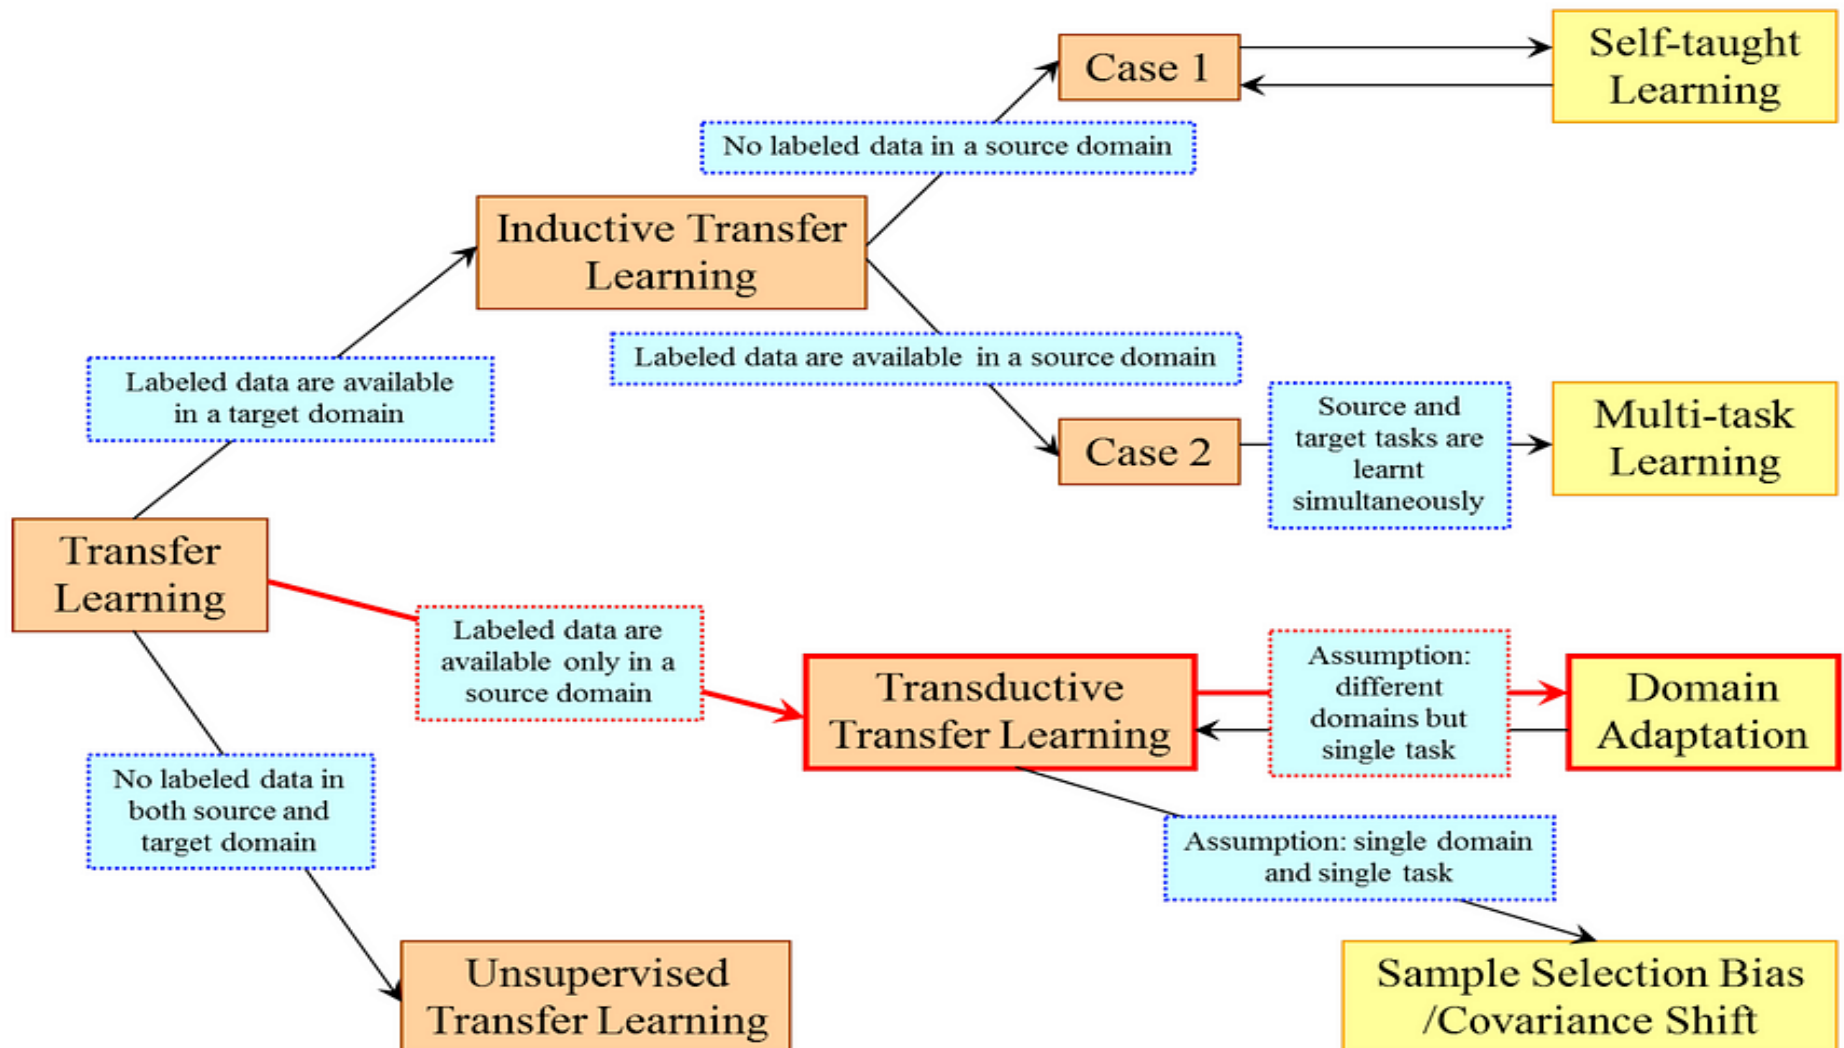 Self-taught
Learning
Case 1
No labeled data in a source domain
Inductive Transfer
Learning
Labeled data are available in a source domain
Labeled data are available
in a target domain
Case 2
Source and
target tasks are
learnt
simultaneously
Multi-task
Learning
Transfer
Learning
Labeled data are
available only in a
source domain
Transductive
Transfer Learning
Assumption:
different
domains but
single task
Domain
Adaptation
No labeled data in
both source and
target domain
Assumption: single domain
and single task
Unsupervised
Transfer Learning
Sample Selection Bias
/Covariance Shift